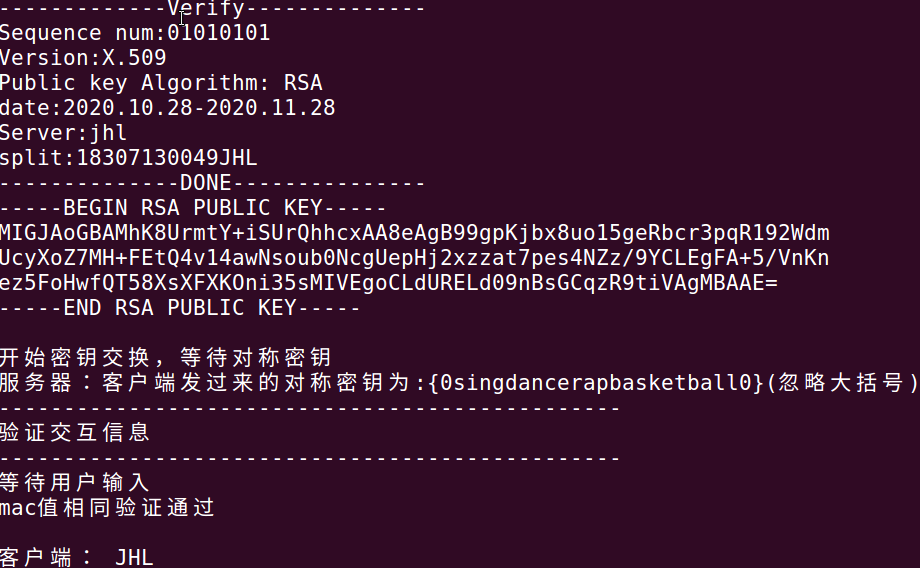 -------------Verify--------------
Sequence num:01010101
Version:X.509
Public key Algorithm: RSA
date:2020.10.28-2020.11.28
Server:jhl
split:18307130049JHL
--------------DONE---------------
-----BEGIN RSA PUBLIC KEY-----
MIGJAoGBAMhK8UrmtY+iSUrQhhcxAA8eAgB99gpKjbx8uo15geRbcr3pqR192Wdm
UcyXoZ7MH+FEtQ4v14awNsoub0NcgUepHj2xzzat7pes4NZz/9YCLEgFA+5/VnKn
ez5FoHwfQT58XsXFXKOni35sMIVEgoCLdURELd09nBsGCqzR9tiVAgMBAAE=
-----END RSA PUBLIC KEY-----
开始密钥交换，等待对称密钥
服务器：客户端发过来的对称密钥为:{0singdancerapbasketball0}(忽略大括号)
------------------------------------------------
验证交互信息
------------------------------------------------
等待用户输入
mac值相同验证通过
客户端： JHL